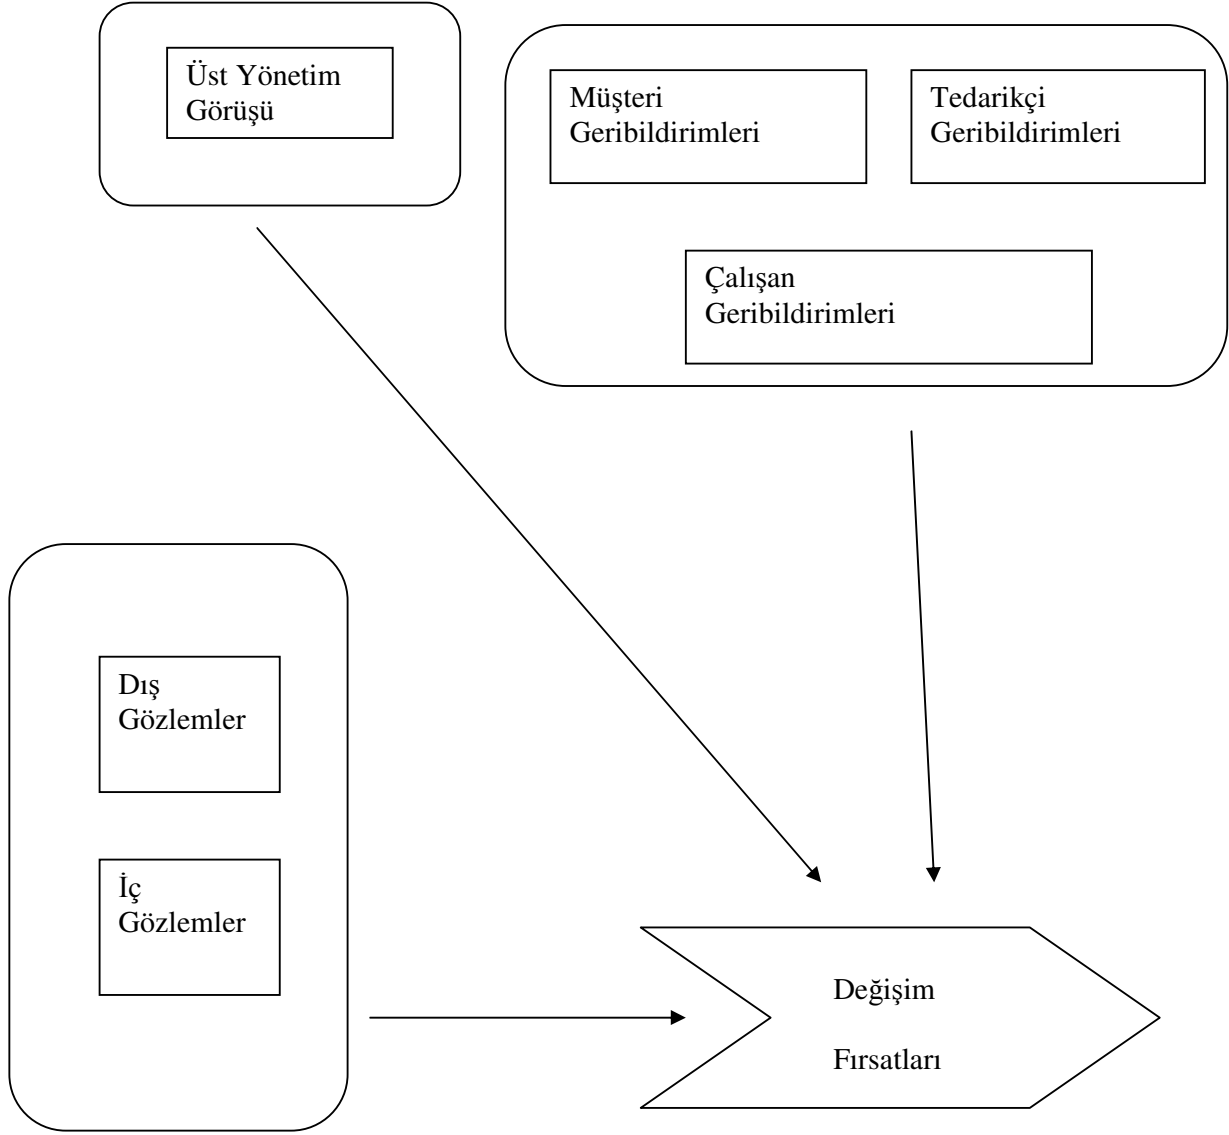 Üst Yönetim
Görüşü
Müşteri
Geribildirimleri
Tedarikçi
Geribildirimleri
Çalışan
Geribildirimleri
Dış
Gözlemler
İç
Gözlemler
Değişim
Fırsatları